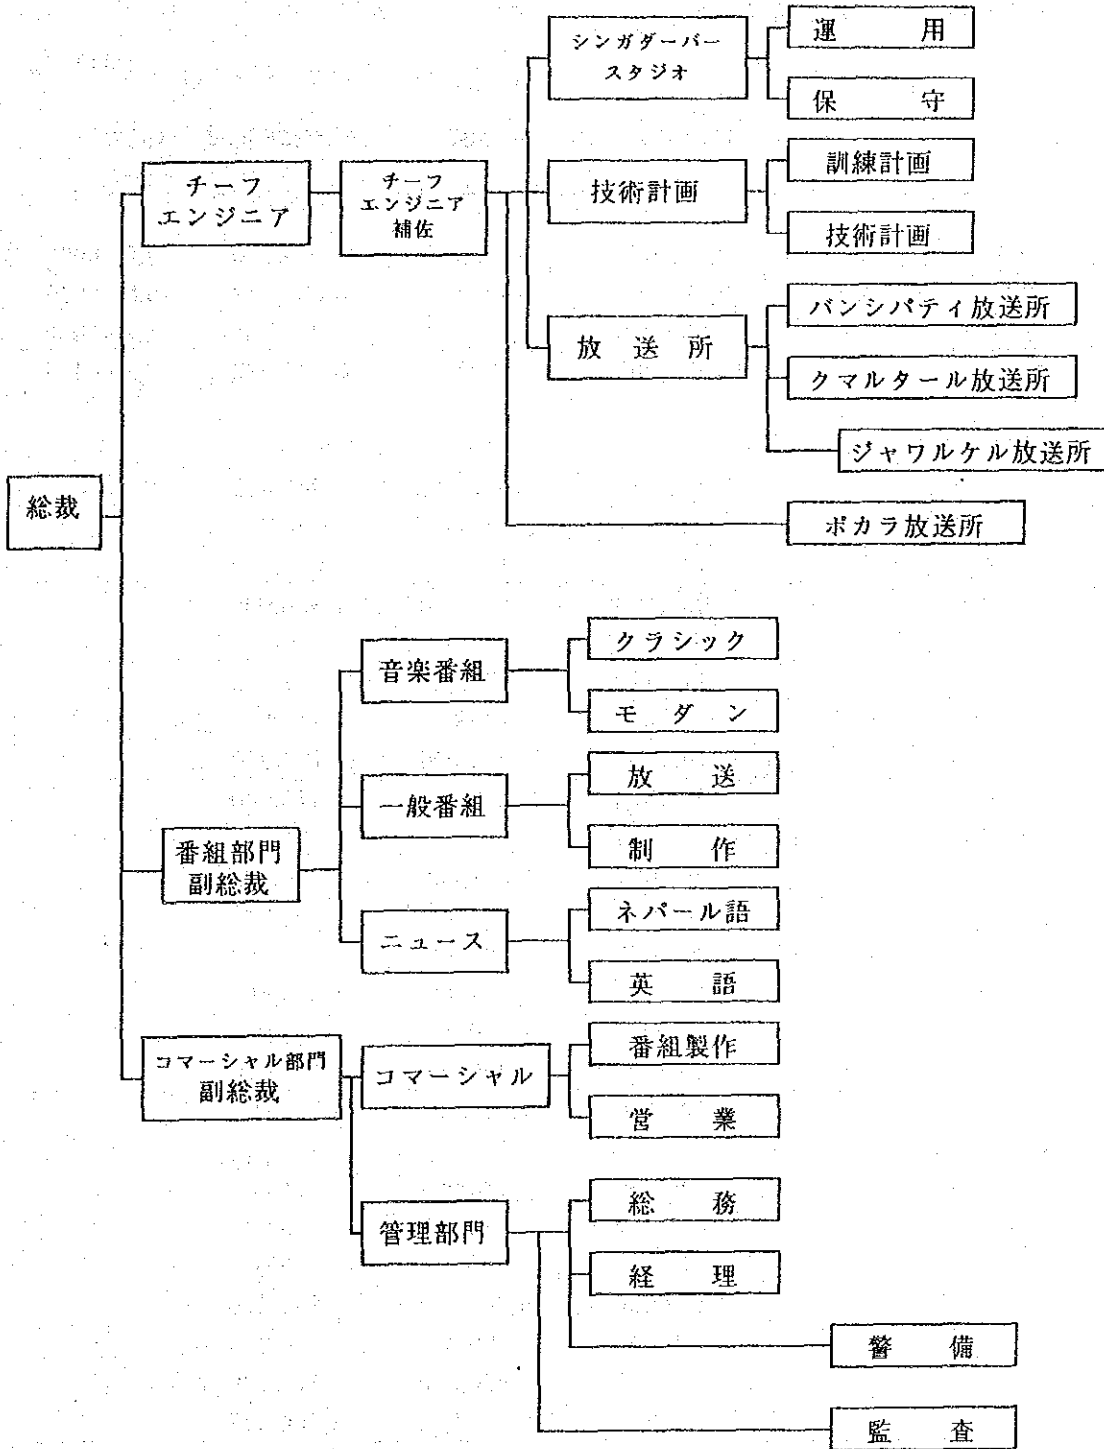 シンガダーバー
スタジオ
運用
保守
チーフ
エンジニア
チーフ
エンジニア
補佐
技術計画
訓練計画
技術計画
放送所
バンシパティ放送所
クマルタール放送所
ジャワルケル放送所
ポカラ放送所
総裁
音楽番組
クラシック
モダン
一般番組
放送
制作
番組部門
副総裁
ニュース
ネパール語
英語
コマーシャル部門
副総裁
コマーシャル
番組製作
営業
管理部門
総務
経理
警備
監査